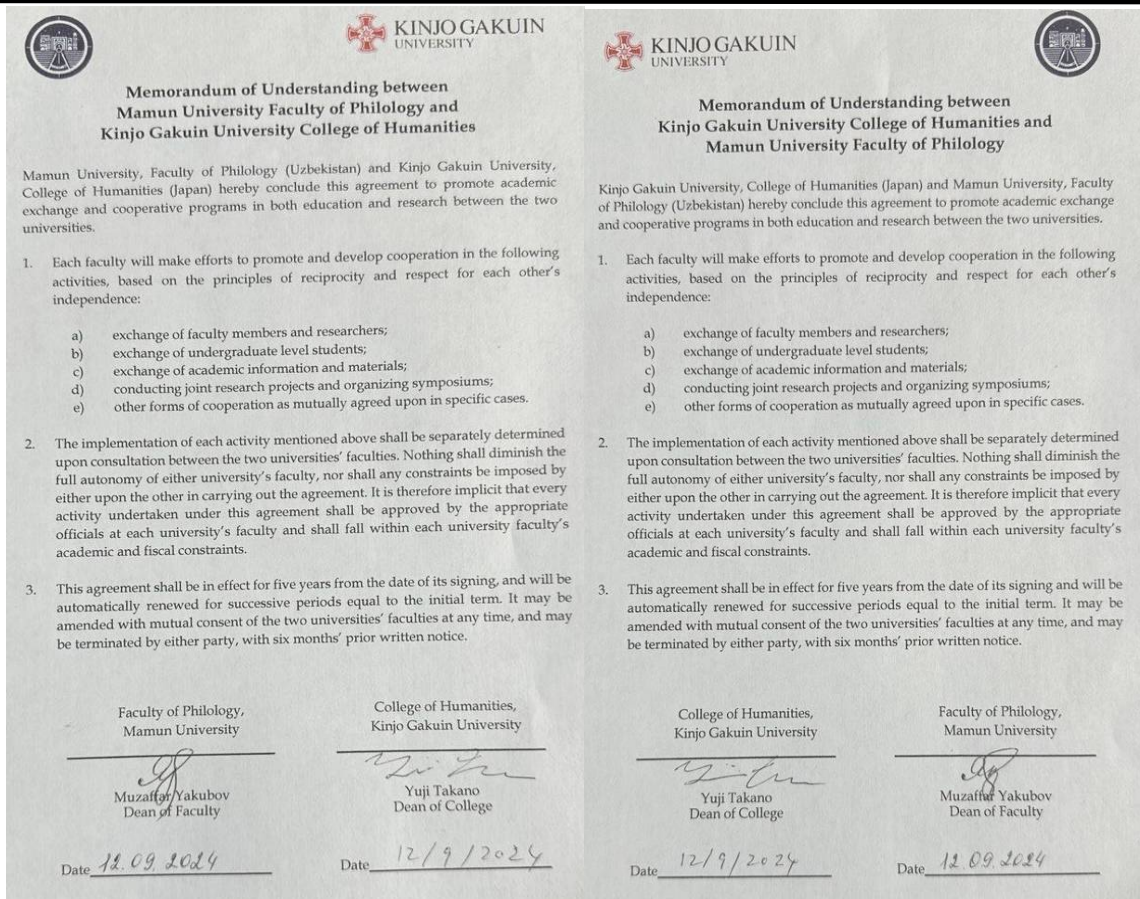 KINJO GAKUIN
UNIVERSITY
Memorandum of Understanding between
Mamun University Faculty of Philology and
Kinjo Gakuin University College of Humanities
Mamun University, Faculty of Philology (Uzbekistan) and Kinjo Gakuin University,
College of Humanities (Japan) hereby conclude this agreement to promote academic
exchange and cooperative programs in both education and research between the two
universities.
1. Each faculty will make efforts to promote and develop cooperation in the following
activities, based on the principles of reciprocity and respect for each other's
independence:
a) exchange of faculty members and researchers;
b) exchange of undergraduate level students;
c) exchange of academic information and materials;
d) conducting joint research projects and organizing symposiums;
e) other forms of cooperation as mutually agreed upon in specific cases.
2. The implementation of each activity mentioned above shall be separately determined
upon consultation between the two universities' faculties. Nothing shall diminish the
full autonomy of either university's faculty, nor shall any constraints be imposed by
either upon the other in carrying out the agreement. It is therefore implicit that every
activity undertaken under this agreement shall be approved by the appropriate
officials at each university's faculty and shall fall within each university faculty's
academic and fiscal constraints.
3. This agreement shall be in effect for five years from the date of its signing, and will be
automatically renewed for successive periods equal to the initial term. It may be
amended with mutual consent of the two universities' faculties at any time, and may
be terminated by either party, with six months' prior written notice.
Faculty of Philology,
Mamun University
Muzaffar Yakubov
Dean of Faculty
Date 12.09.2024
College of Humanities,
Kinjo Gakuin University
Yuji Takano
Dean of College
Date 12/9/2024
KINJO GAKUIN
UNIVERSITY
Memorandum of Understanding between
Kinjo Gakuin University College of Humanities and
Mamun University Faculty of Philology
Kinjo Gakuin University, College of Humanities (Japan) and Mamun University, Faculty
of Philology (Uzbekistan) hereby conclude this agreement to promote academic exchange
and cooperative programs in both education and research between the two universities.
1. Each faculty will make efforts to promote and develop cooperation in the following
activities, based on the principles of reciprocity and respect for each other's
independence:
a) exchange of faculty members and researchers;
b) exchange of undergraduate level students;
c) exchange of academic information and materials;
d) conducting joint research projects and organizing symposiums;
e) other forms of cooperation as mutually agreed upon in specific cases.
2. The implementation of each activity mentioned above shall be separately determined
upon consultation between the two universities' faculties. Nothing shall diminish the
full autonomy of either university's faculty, nor shall any constraints be imposed by
either upon the other in carrying out the agreement. It is therefore implicit that every
activity undertaken under this agreement shall be approved by the appropriate
officials at each university's faculty and shall fall within each university faculty's
academic and fiscal constraints.
3. This agreement shall be in effect for five years from the date of its signing and will be
automatically renewed for successive periods equal to the initial term. It may be
amended with mutual consent of the two universities' faculties at any time, and may
be terminated by either party, with six months' prior written notice.
College of Humanities,
Kinjo Gakuin University
Yuji Takano
Dean of College
Date 12/9/2024
Faculty of Philology,
Mamun University
Muzaffar Yakubov
Dean of Faculty
Date 12.09.2024